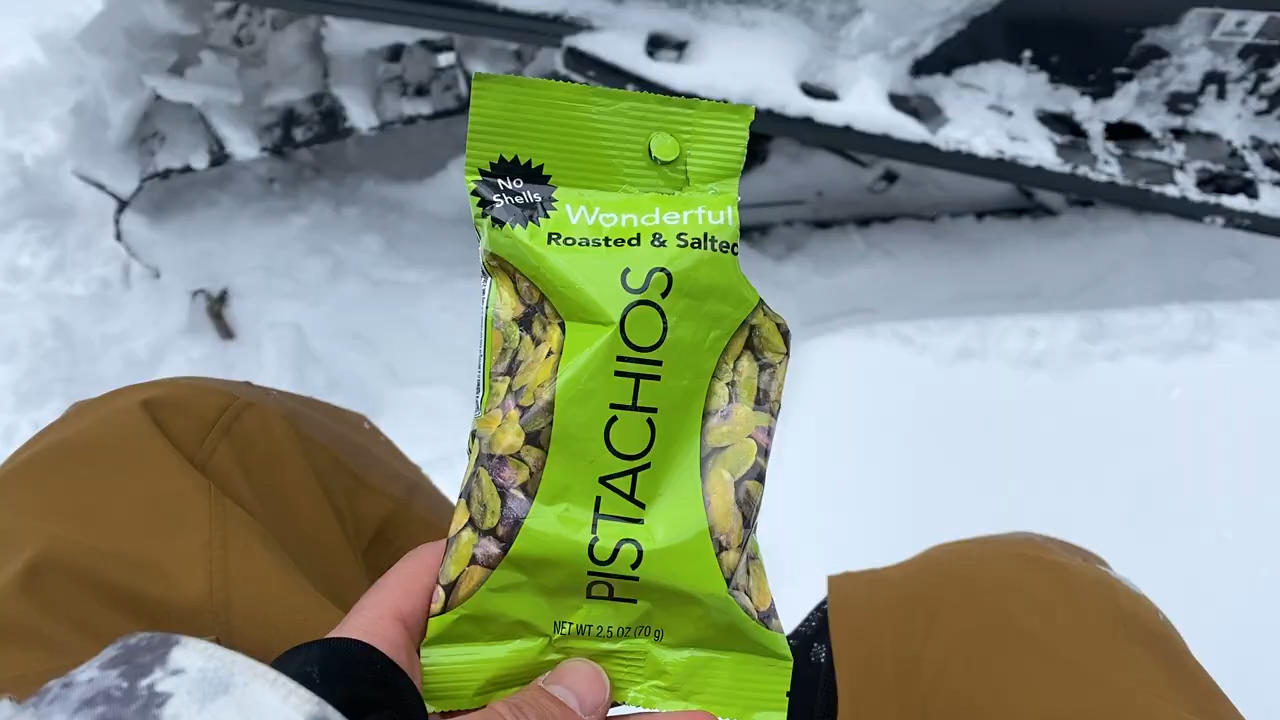 No
Shells
Wonderful
Roasted & Salted
PISTACHIOS
NET WT 2.5 OZ (70 g)